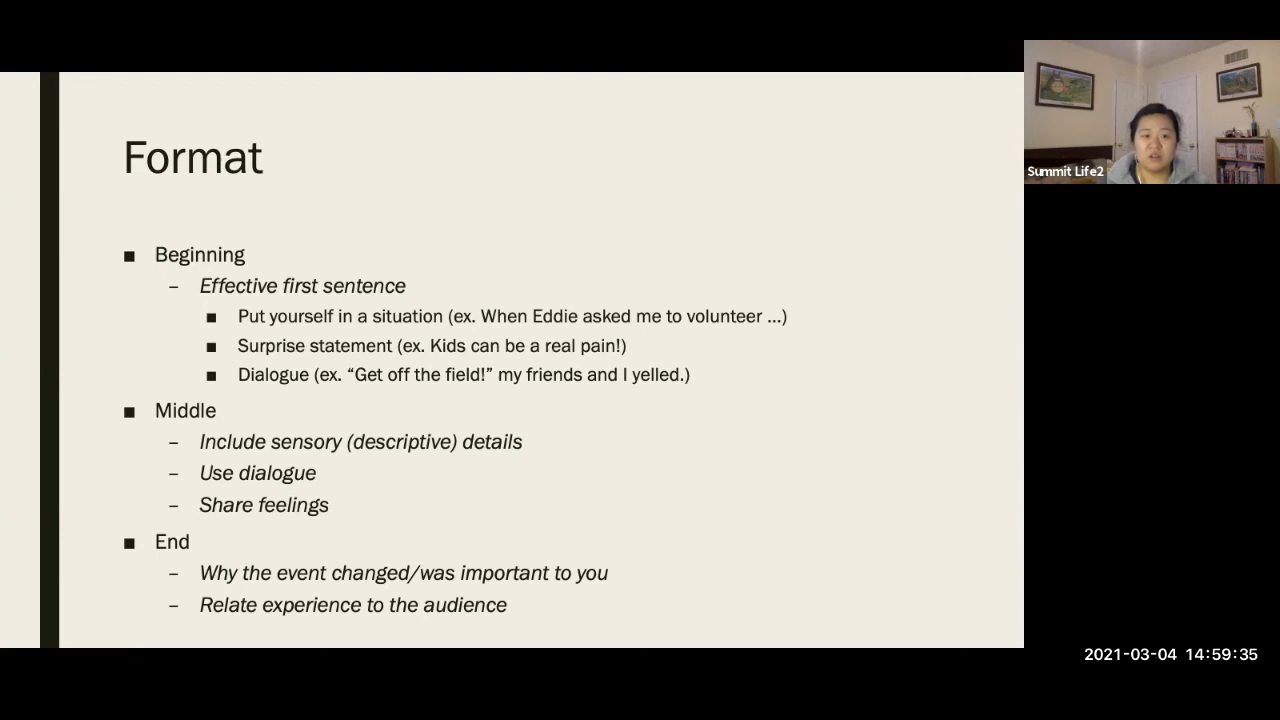 Format
■ Beginning
– Effective first sentence
■ Put yourself in a situation (ex. When Eddie asked me to volunteer ...)
■ Surprise statement (ex. Kids can be a real pain!)
■ Dialogue (ex. “Get off the field!” my friends and I yelled.)
■ Middle
– Include sensory (descriptive) details
– Use dialogue
– Share feelings
■ End
– Why the event changed/was important to you
– Relate experience to the audience
Summit Life2
2021-03-04 14:59:35